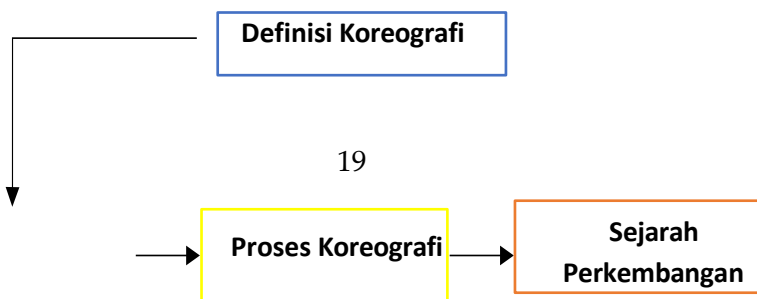 Definisi Koreografi
19
Proses Koreografi
Sejarah
Perkembangan